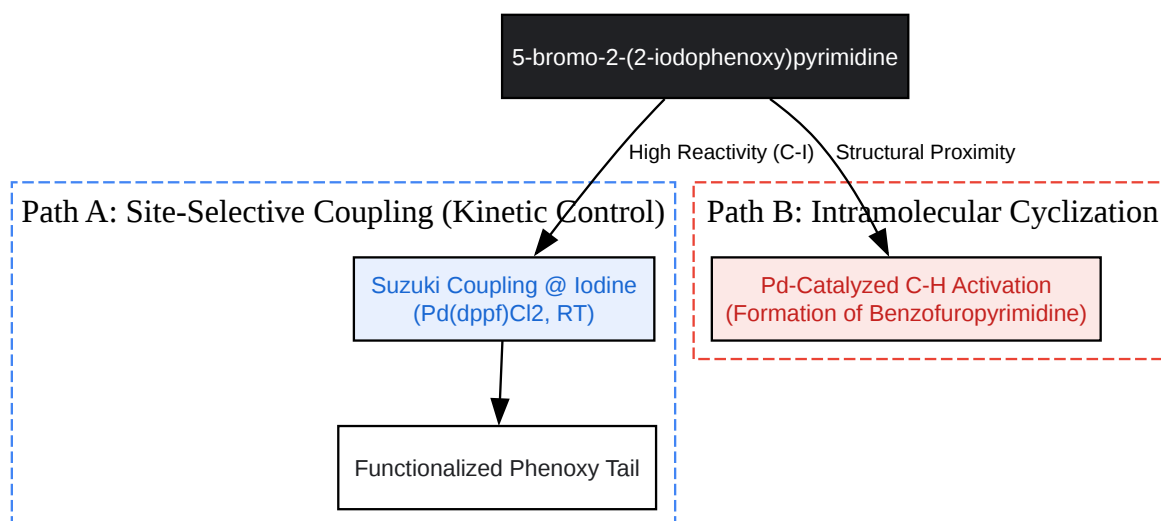 5-bromo-2-(2-iodophenoxy)pyrimidine
High Reactivity (C-I)
Structural Proximity
Path A: Site-Selective Coupling (Kinetic Control)
Path B: Intramolecular Cyclization
Suzuki Coupling @ Iodine
(Pd(dppf)Cl2, RT)
Pd-Catalyzed C-H Activation
(Formation of Benzofuropyrimidine)
Functionalized Phenoxy Tail